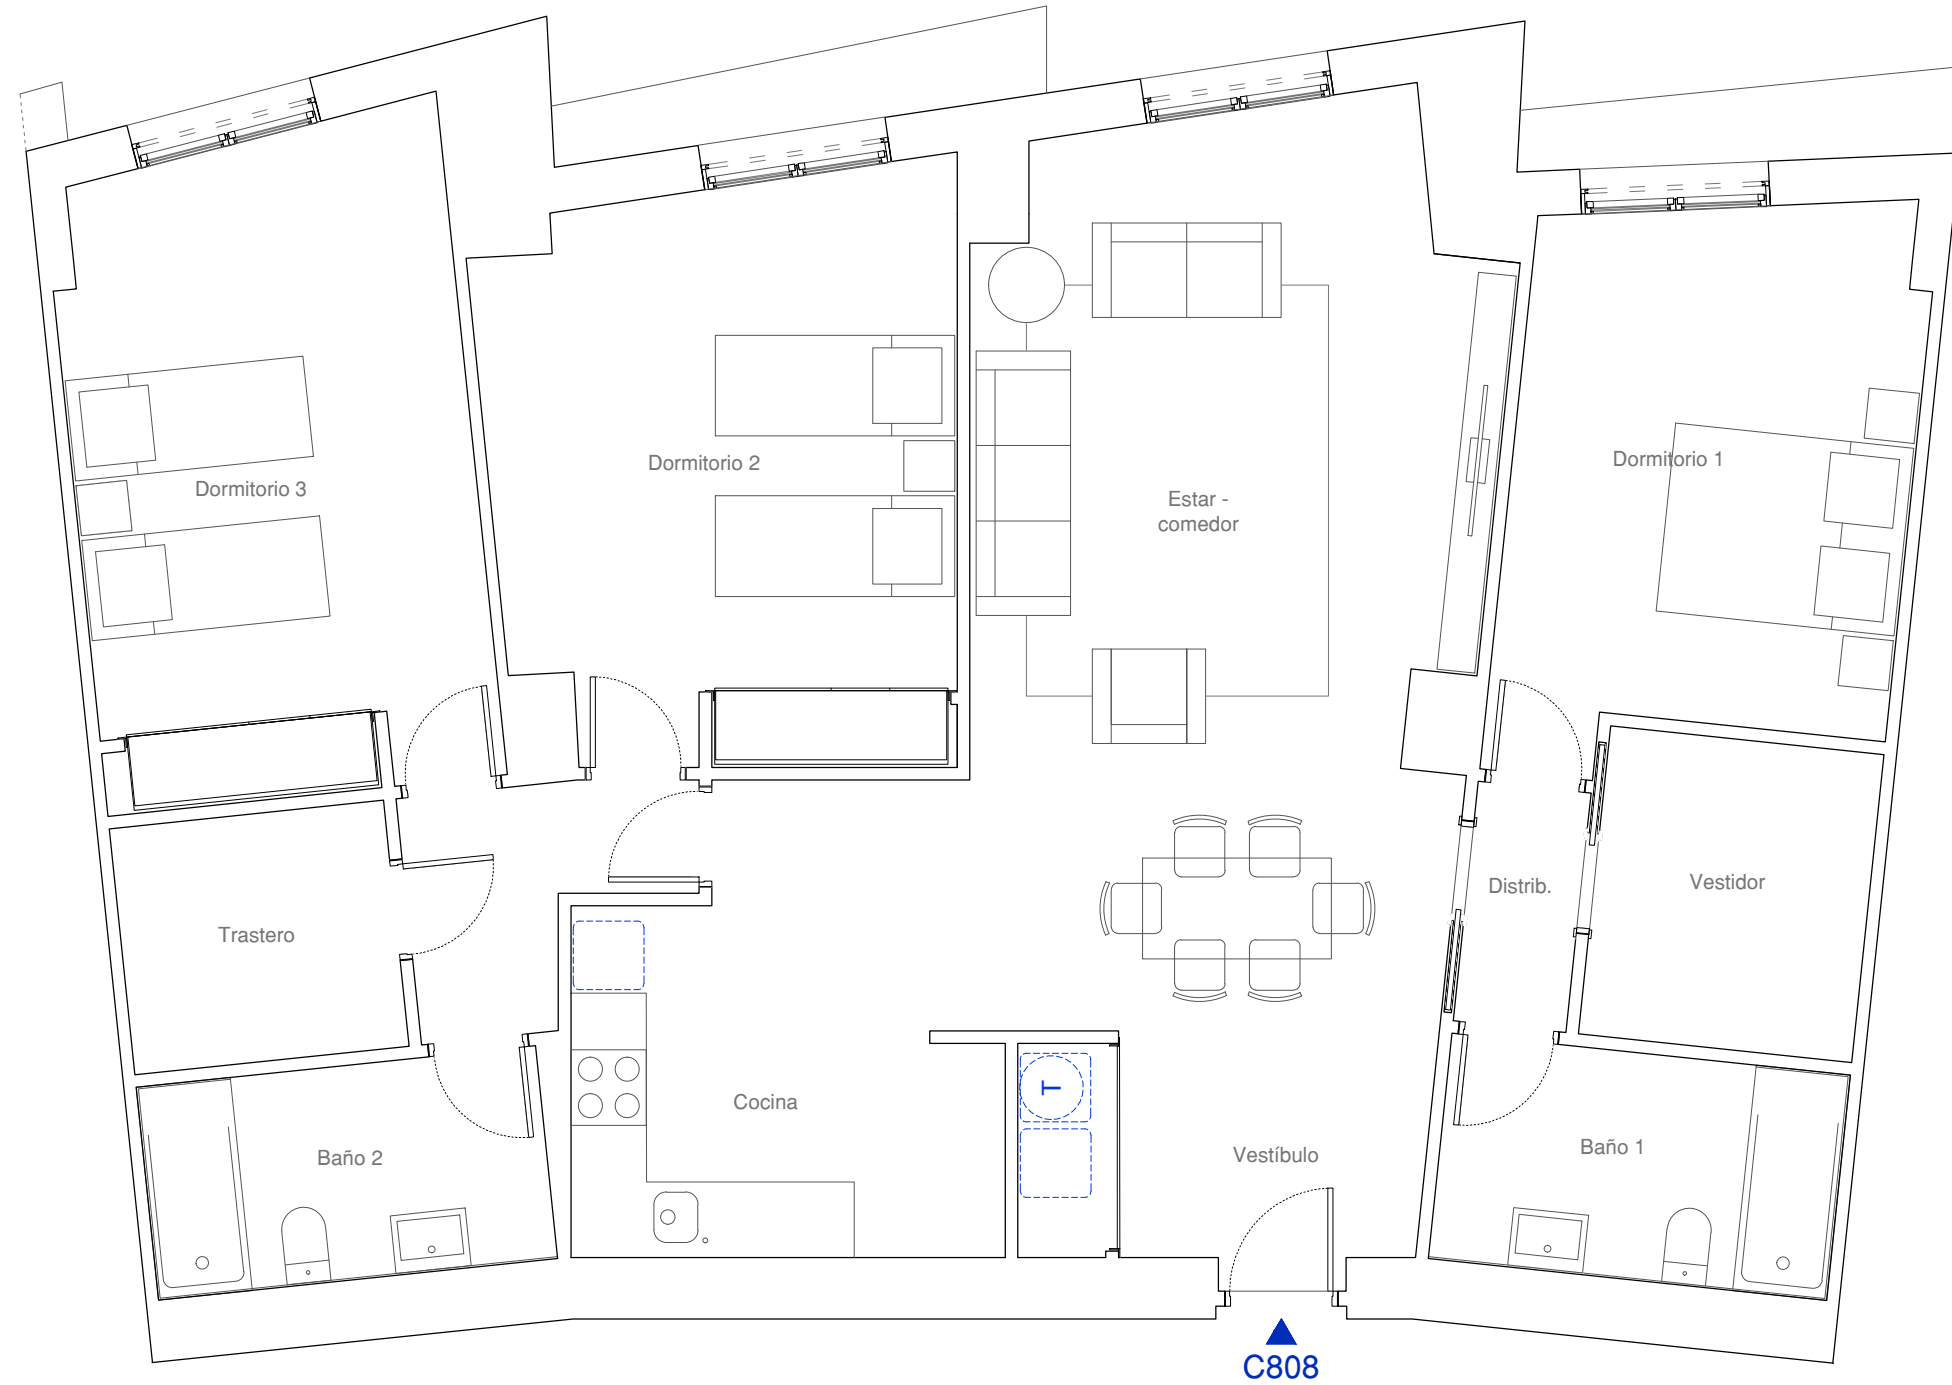 Dormitorio 3
Dormitorio 2
Estar -
comedor
Dormitorio 1
Trastero
Distrib.
Vestidor
Cocina
T
Baño 2
Vestíbulo
Baño 1
C808